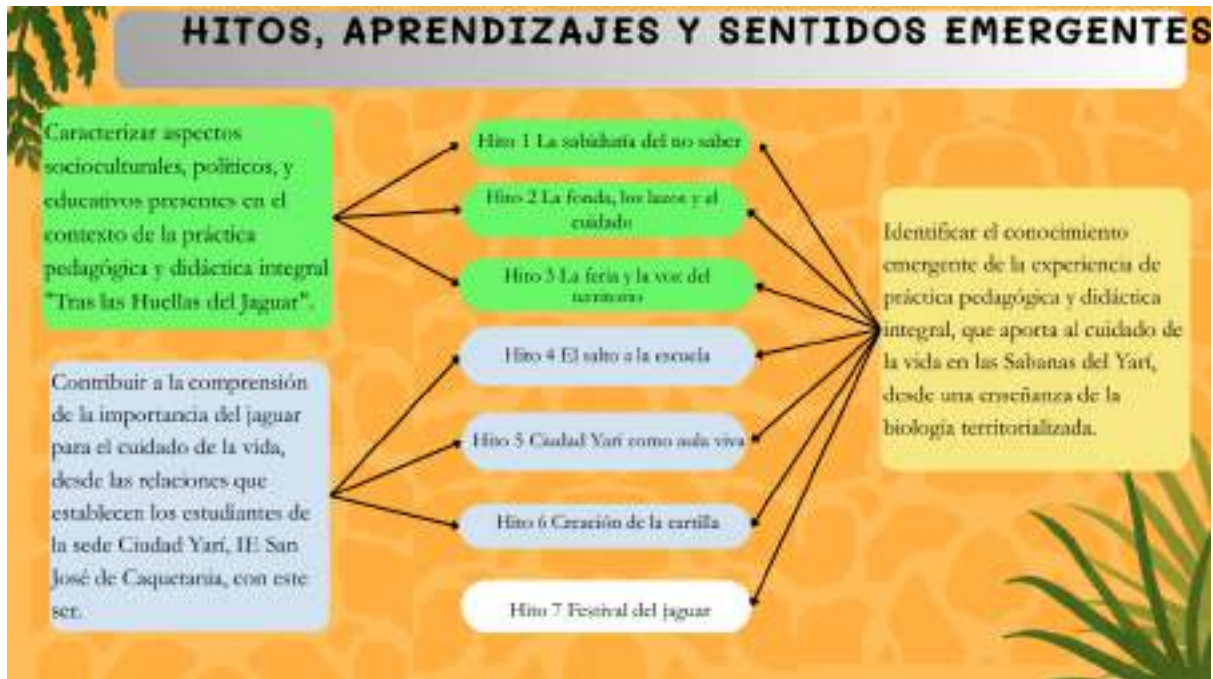 HITOS, APRENDIZAJES Y SENTIDOS EMERGENTES
Caracterizar aspectos
socioculturales, políticos, y
educativos presentes en el
contexto de la práctica
pedagógica y didáctica integral
"Tras las Huellas del Jaguar".
Contribuir a la comprensión
de la importancia del jaguar
para el cuidado de la vida,
desde las relaciones que
establecen los estudiantes de
la sede Ciudad Yarí, IE San
José de Caquetania, con este
ser.
Hito 1 La sabiduría del no saber
Hito 2 La fonda, los lazos y el
cuidado
Hito 3 La feria y la voz del
territorio
Hito 4 El salto a la escuela
Hito 5 Ciudad Yarí como aula viva
Hito 6 Creación de la cartilla
Hito 7 Festival del jaguar
Identificar el conocimiento
emergente de la experiencia de
práctica pedagógica y didáctica
integral, que aporta al cuidado de
la vida en las Sabanas del Yarí,
desde una enseñanza de la
biología territorializada.